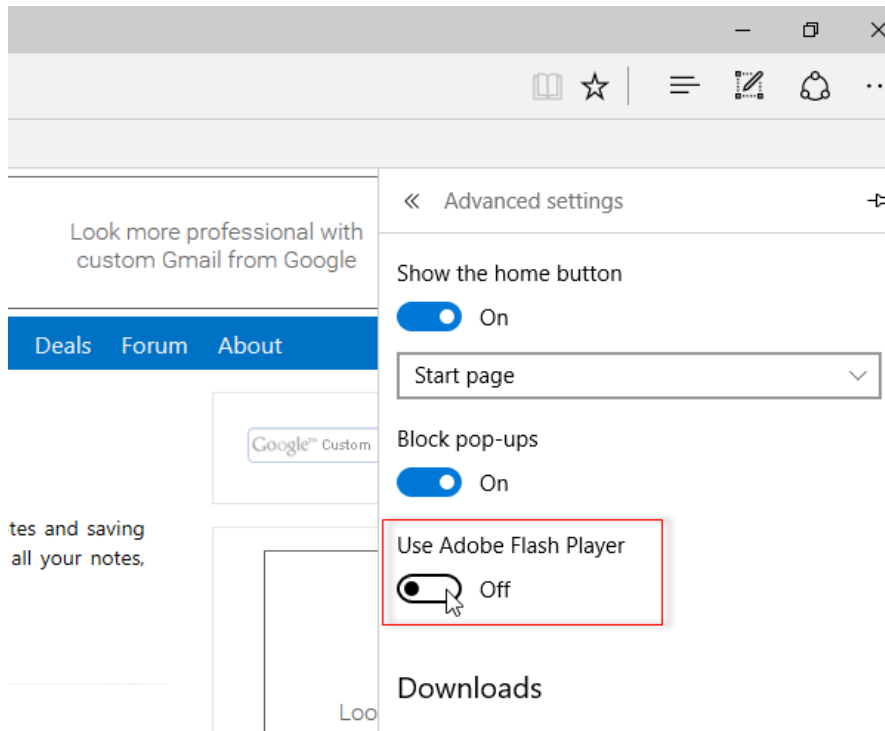 Look more professional with
custom Gmail from Google
Deals Forum About
Google™ Custom
tes and saving
all your notes,
Loo
Advanced settings
Show the home button
On
Start page
Block pop-ups
On
Use Adobe Flash Player
Off
Downloads